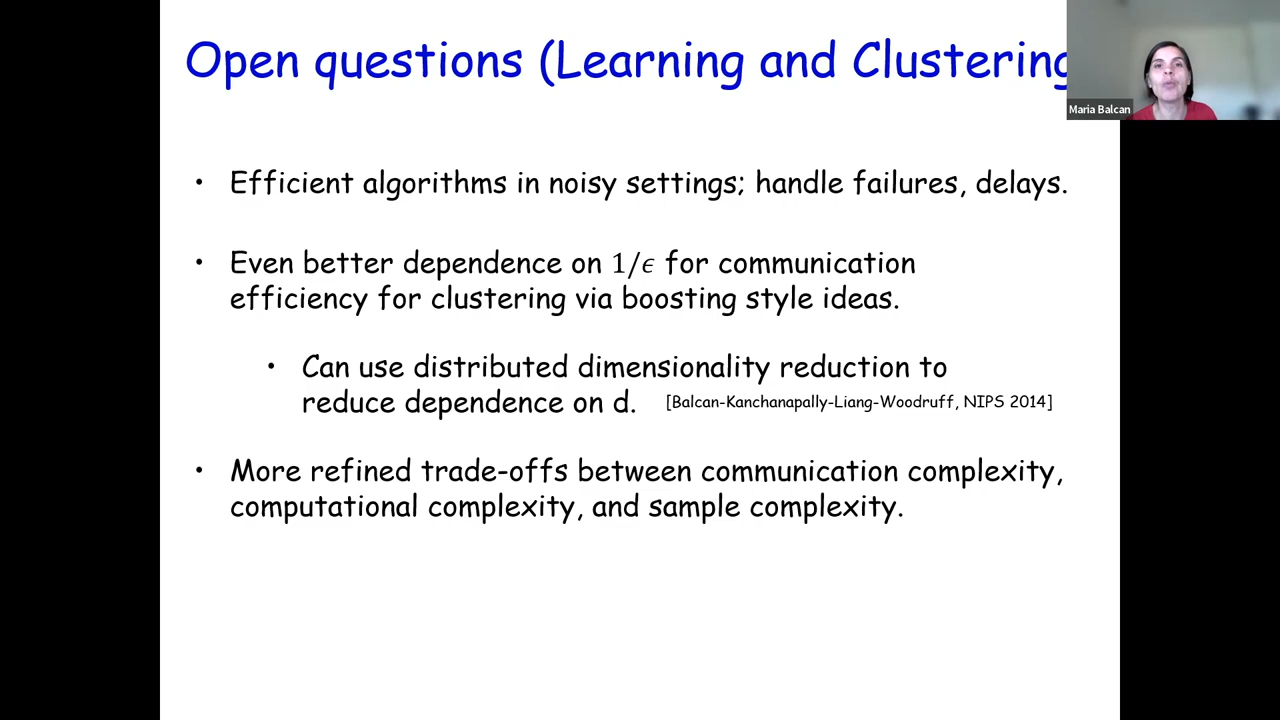 Open questions (Learning and Clustering
Maria Balcan
• Efficient algorithms in noisy settings; handle failures, delays.
• Even better dependence on 1/ϵ for communication
efficiency for clustering via boosting style ideas.
• Can use distributed dimensionality reduction to
reduce dependence on d. [Balcan-Kanchanapally-Liang-Woodruff, NIPS 2014]
• More refined trade-offs between communication complexity,
computational complexity, and sample complexity.